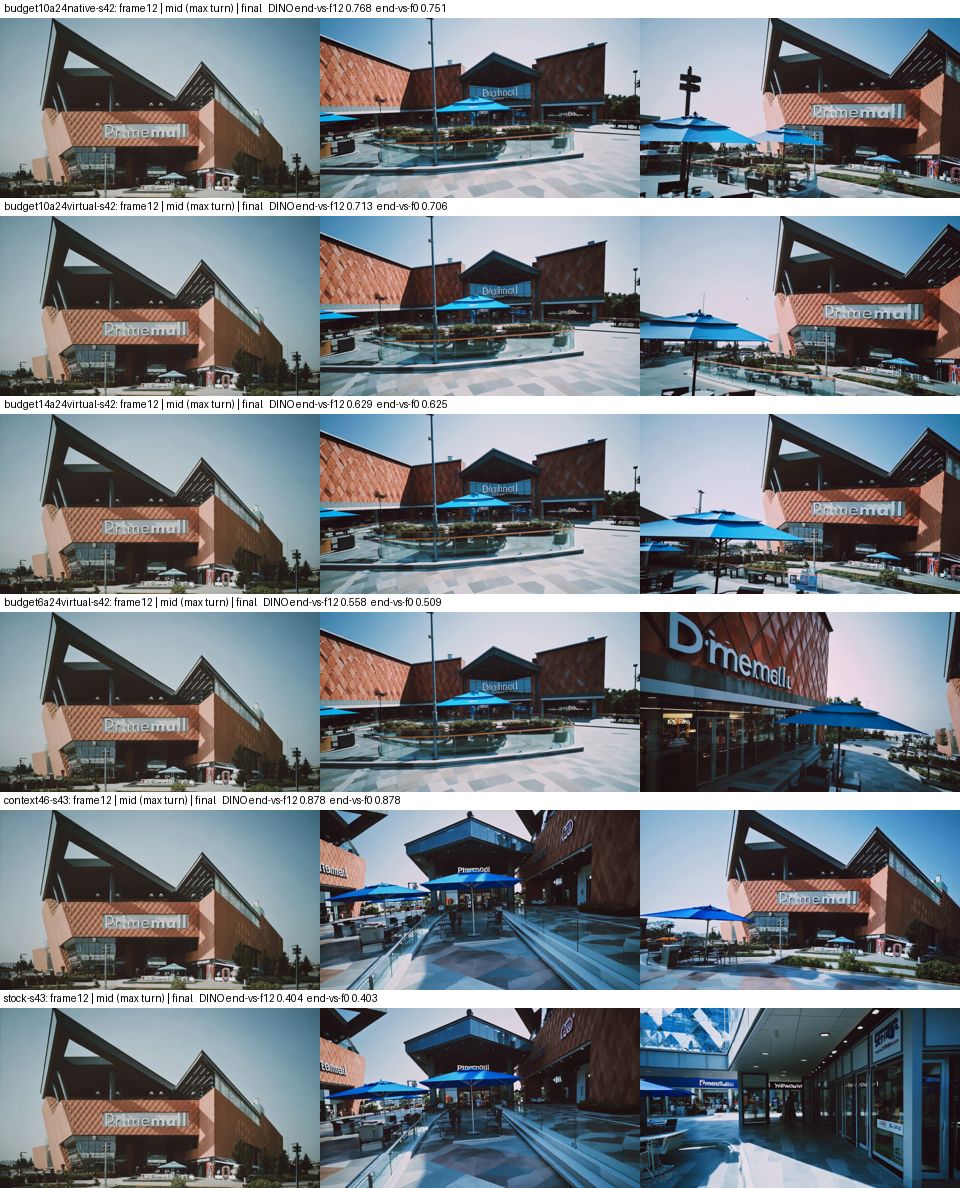 budget10a24native-s42: frame12 | mid (max turn) | final DINO end-vs-f12 0.768 end-vs-f0 0.751
Primemall
Primemall
budget10a24virtual-s42: frame12 | mid (max turn) | final DINO end-vs-f12 0.713 end-vs-f0 0.706
Primemall
Primemall
budget14a24virtual-s42: frame12 | mid (max turn) | final DINO end-vs-f12 0.629 end-vs-f0 0.625
Primemall
Primemall
budget6a24virtual-s42: frame12 | mid (max turn) | final DINO end-vs-f12 0.558 end-vs-f0 0.509
Primemall
context46-s43: frame12 | mid (max turn) | final DINO end-vs-f12 0.878 end-vs-f0 0.878
Primemall
Primemall
stock-s43: frame12 | mid (max turn) | final DINO end-vs-f12 0.404 end-vs-f0 0.403
Primemall